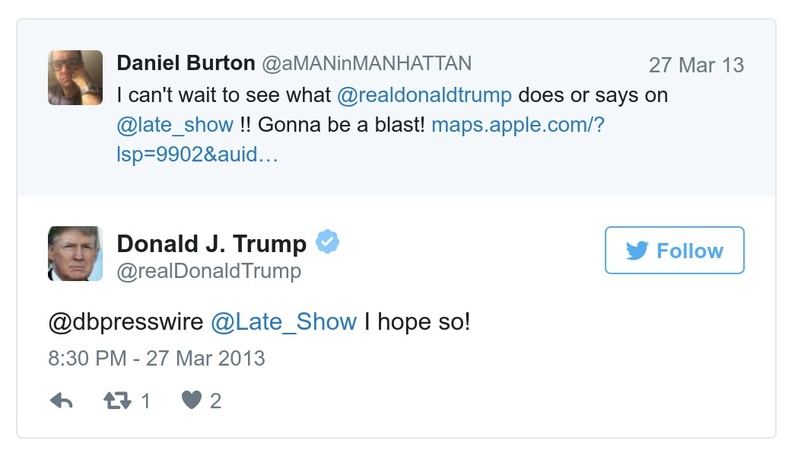 Daniel Burton @aMANinMANHATTAN 27 Mar 13
I can't wait to see what @realdonaldtrump does or says on
@late_show !! Gonna be a blast! maps.apple.com/?
lsp=9902&auid…
Donald J. Trump
@realDonaldTrump
Follow
@dbpresswire @Late_Show I hope so!
8:30 PM - 27 Mar 2013
1 2